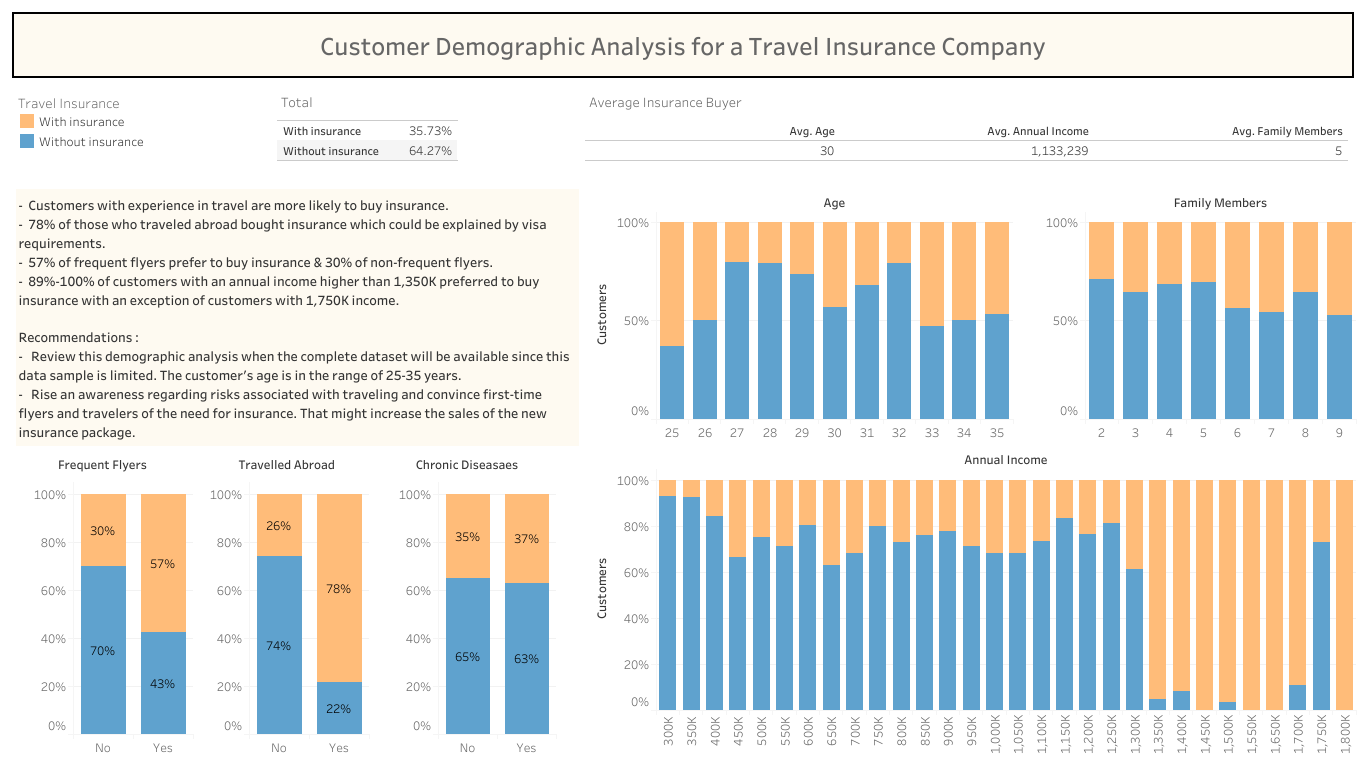 Customer Demographic Analysis for a Travel Insurance Company
Travel Insurance
With insurance
Without insurance
Total
With insurance 35.73%
Without insurance 64.27%
Average Insurance Buyer
Avg. Age Avg. Annual Income Avg. Family Members
30 1,133,239 5
- Customers with experience in travel are more likely to buy insurance.
- 78% of those who traveled abroad bought insurance which could be explained by visa
requirements.
- 57% of frequent flyers prefer to buy insurance & 30% of non-frequent flyers.
- 89%-100% of customers with an annual income higher than 1,350K preferred to buy
insurance with an exception of customers with 1,750K income.
Recommendations :
- Review this demographic analysis when the complete dataset will be available since this
data sample is limited. The customer's age is in the range of 25-35 years.
- Rise an awareness regarding risks associated with traveling and convince first-time
flyers and travelers of the need for insurance. That might increase the sales of the new
insurance package.
Age
Customers
100%
50%
0%
25 26 27 28 29 30 31 32 33 34 35
Family Members
100%
50%
0%
2 3 4 5 6 7 8 9
Frequent Flyers
100%
80%
60%
40%
20%
0%
30%
57%
70%
43%
No Yes
Travelled Abroad
100%
80%
60%
40%
20%
0%
26%
78%
74%
22%
No Yes
Chronic Diseasaes
100%
80%
60%
40%
20%
0%
35%
37%
65%
63%
No Yes
Annual Income
Customers
100%
80%
60%
40%
20%
0%
300K 350K 400K 450K 500K 550K 600K 650K 700K 750K 800K 850K 900K 950K 1,000K 1,050K 1,100K 1,150K 1,200K 1,250K 1,300K 1,350K 1,400K 1,450K 1,500K 1,550K 1,650K 1,700K 1,750K 1,800K